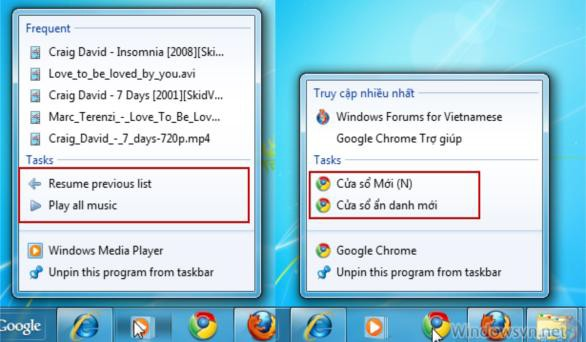 Frequent
Craig David - Insomnia [2008][Ski...
Love_to_be_loved_by_you.avi
Craig David - 7 Days [2001][SkidV...
Marc_Terenzi_-_Love_To_Be_Lov...
Craig_David_-_7_days-720p.mp4
Tasks
Resume previous list
Play all music
Windows Media Player
Unpin this program from taskbar
Google
Truy cập nhiều nhất
Windows Forums for Vietnamese
Google Chrome Trợ giúp
Tasks
Cửa sổ Mới (N)
Cửa sổ ẩn danh mới
Google Chrome
Unpin this program from taskbar
Windowsvn.net